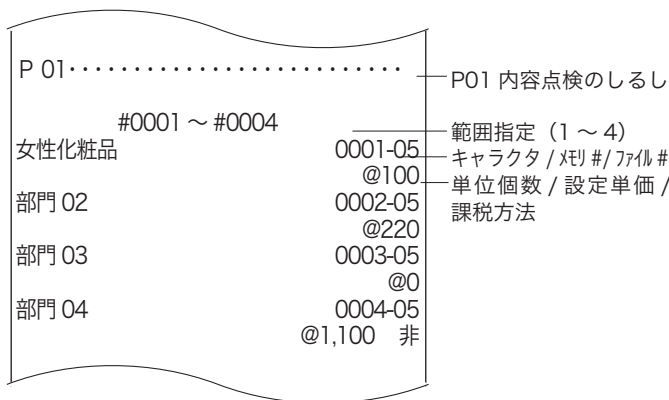 P 01・・・・・・・・・・・・・・・・・・・・・・・・・・
P01 内容点検のしるし
#0001 ～ #0004
範囲指定（1 ～ 4）
女性化粧品 0001-05
キャラクタ / ﾒﾓﾘ #/ ﾌｧｲﾙ #
@100
単位個数 / 設定単価 /
課税方法
部門 02 0002-05
@220
部門 03 0003-05
@0
部門 04 0004-05
@1,100 非